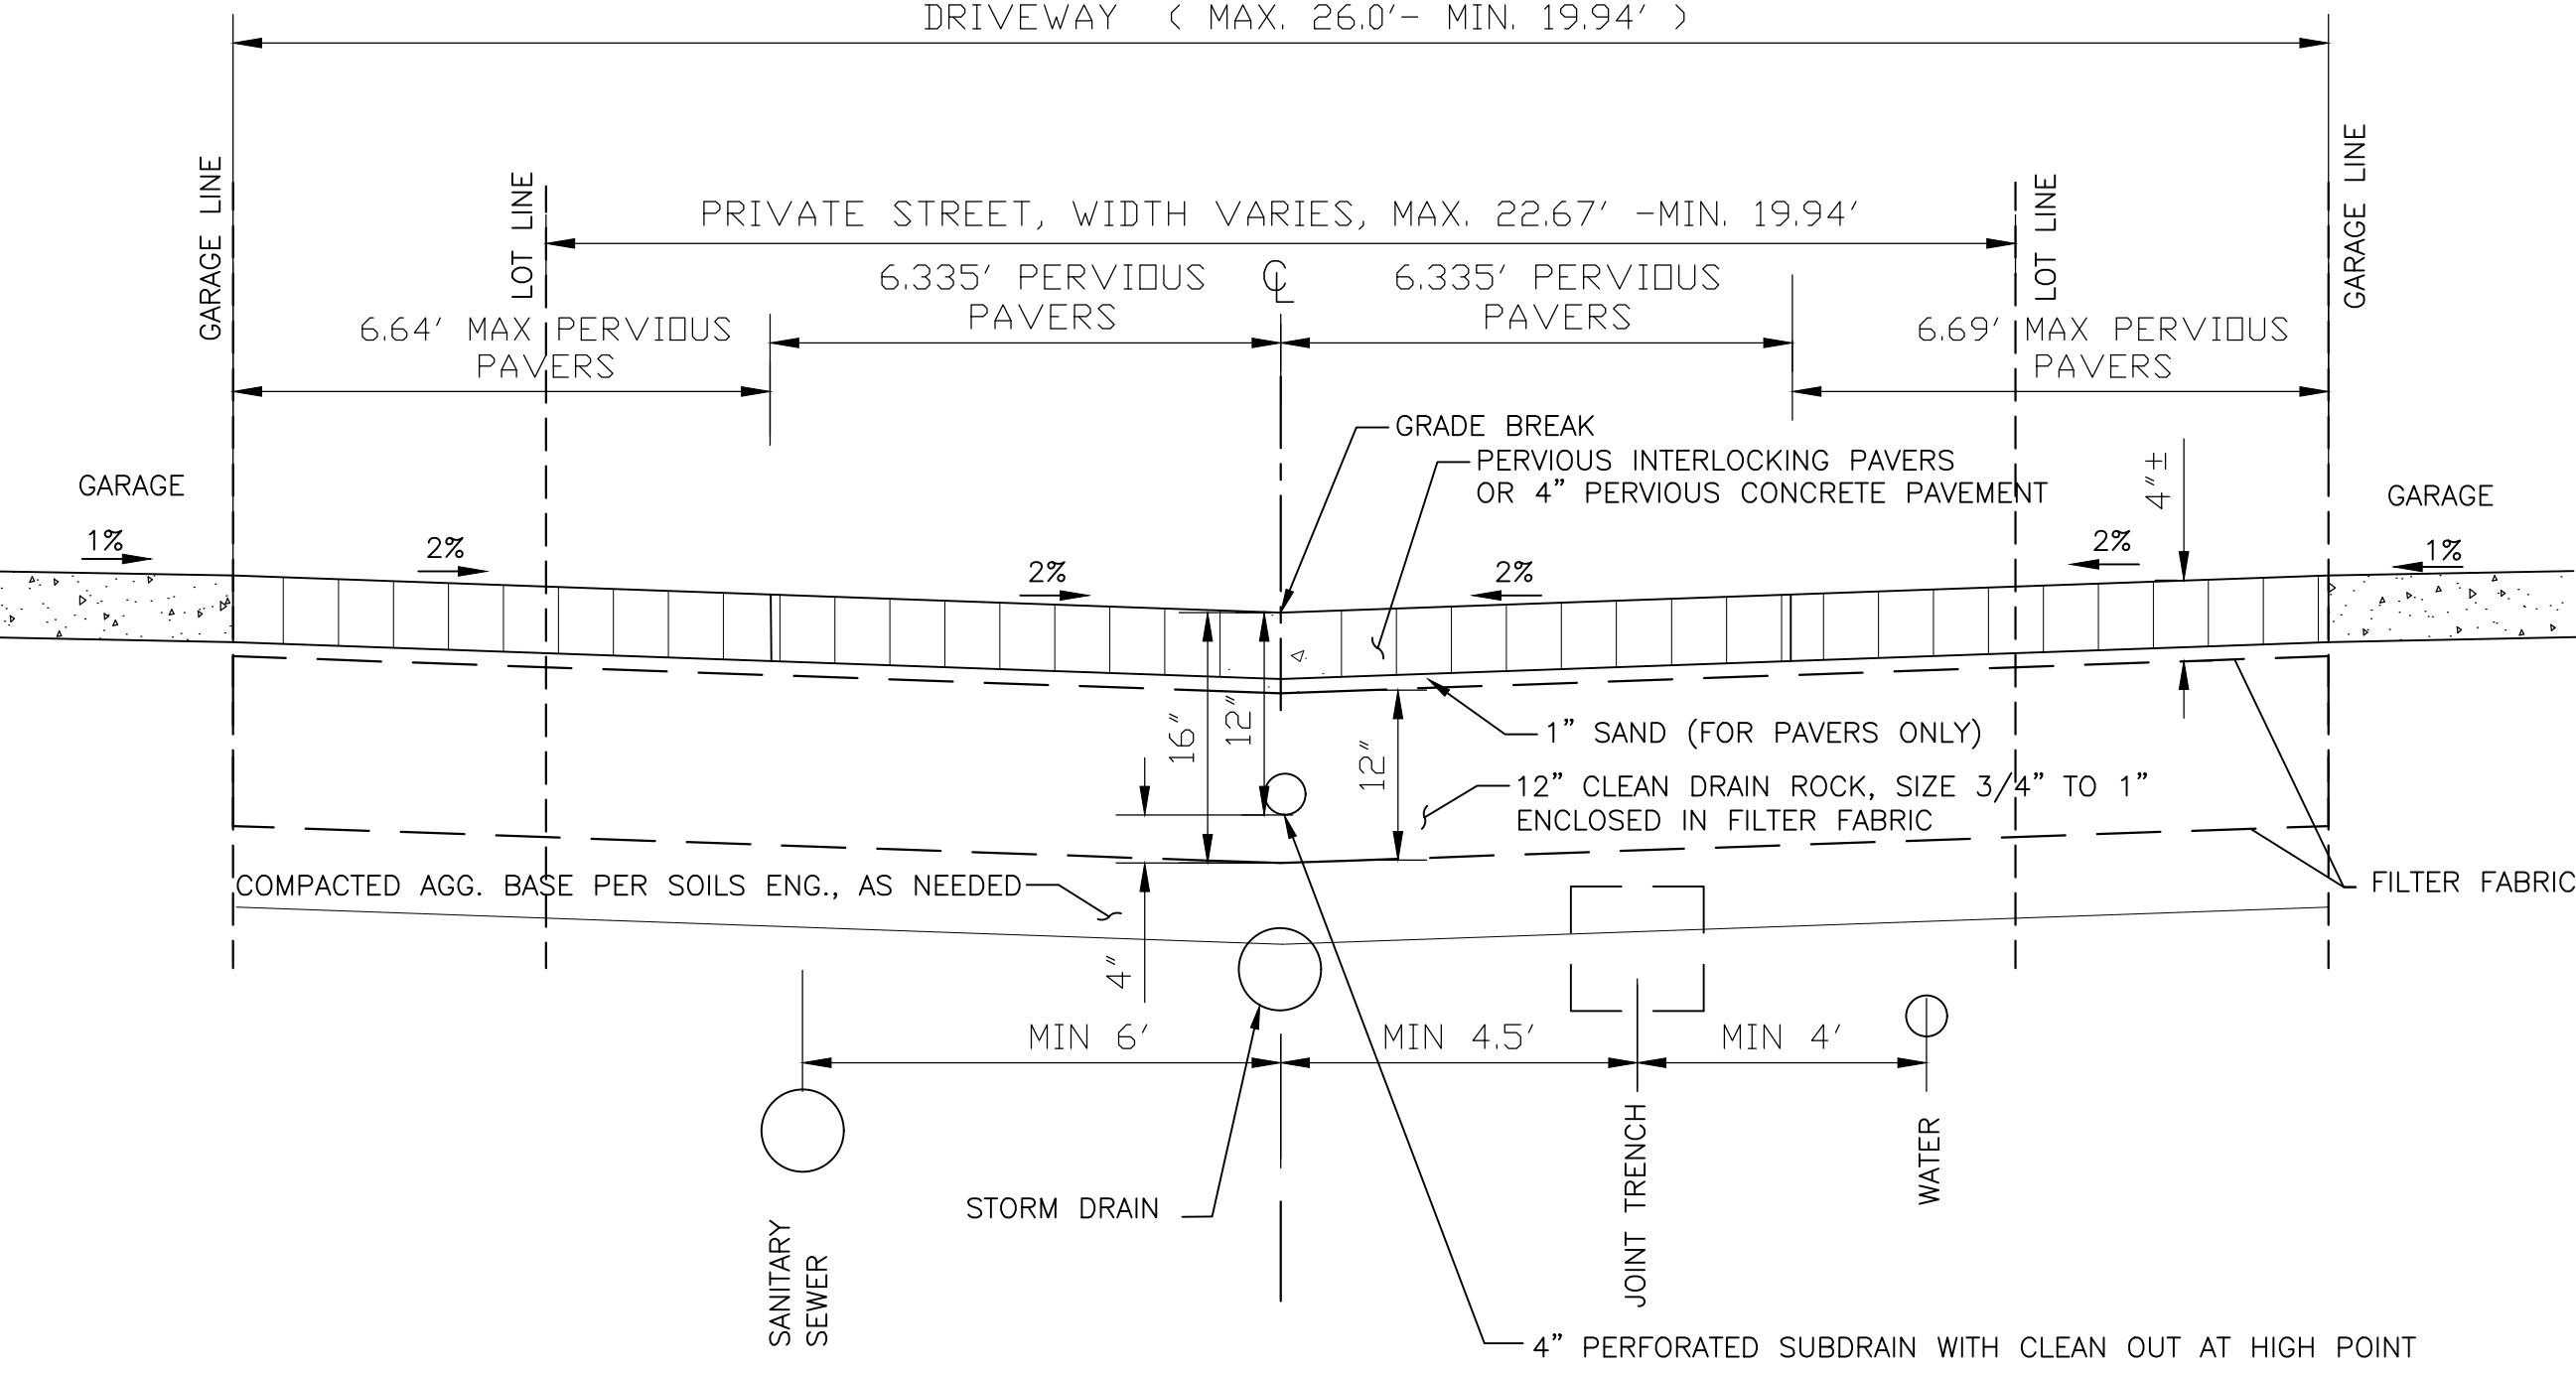 DRIVEWAY ( MAX. 26.0'- MIN. 19.94' )
GARAGE LINE
LOT LINE
PRIVATE STREET, WIDTH VARIES, MAX. 22.67' -MIN. 19.94'
LOT LINE
GARAGE LINE
6.335' PERVIOUS
PAVERS
CL
6.335' PERVIOUS
PAVERS
6.64' MAX PERVIOUS
PAVERS
6.69' MAX PERVIOUS
PAVERS
GRADE BREAK
PERVIOUS INTERLOCKING PAVERS
OR 4" PERVIOUS CONCRETE PAVEMENT
4"±
GARAGE
GARAGE
1%
2%
2%
2%
2%
1%
16"
12"
12"
1" SAND (FOR PAVERS ONLY)
12" CLEAN DRAIN ROCK, SIZE 3/4" TO 1"
ENCLOSED IN FILTER FABRIC
COMPACTED AGG. BASE PER SOILS ENG., AS NEEDED
FILTER FABRIC
4"
MIN 6'
MIN 4.5'
MIN 4'
SANITARY
SEWER
STORM DRAIN
JOINT TRENCH
WATER
4" PERFORATED SUBDRAIN WITH CLEAN OUT AT HIGH POINT